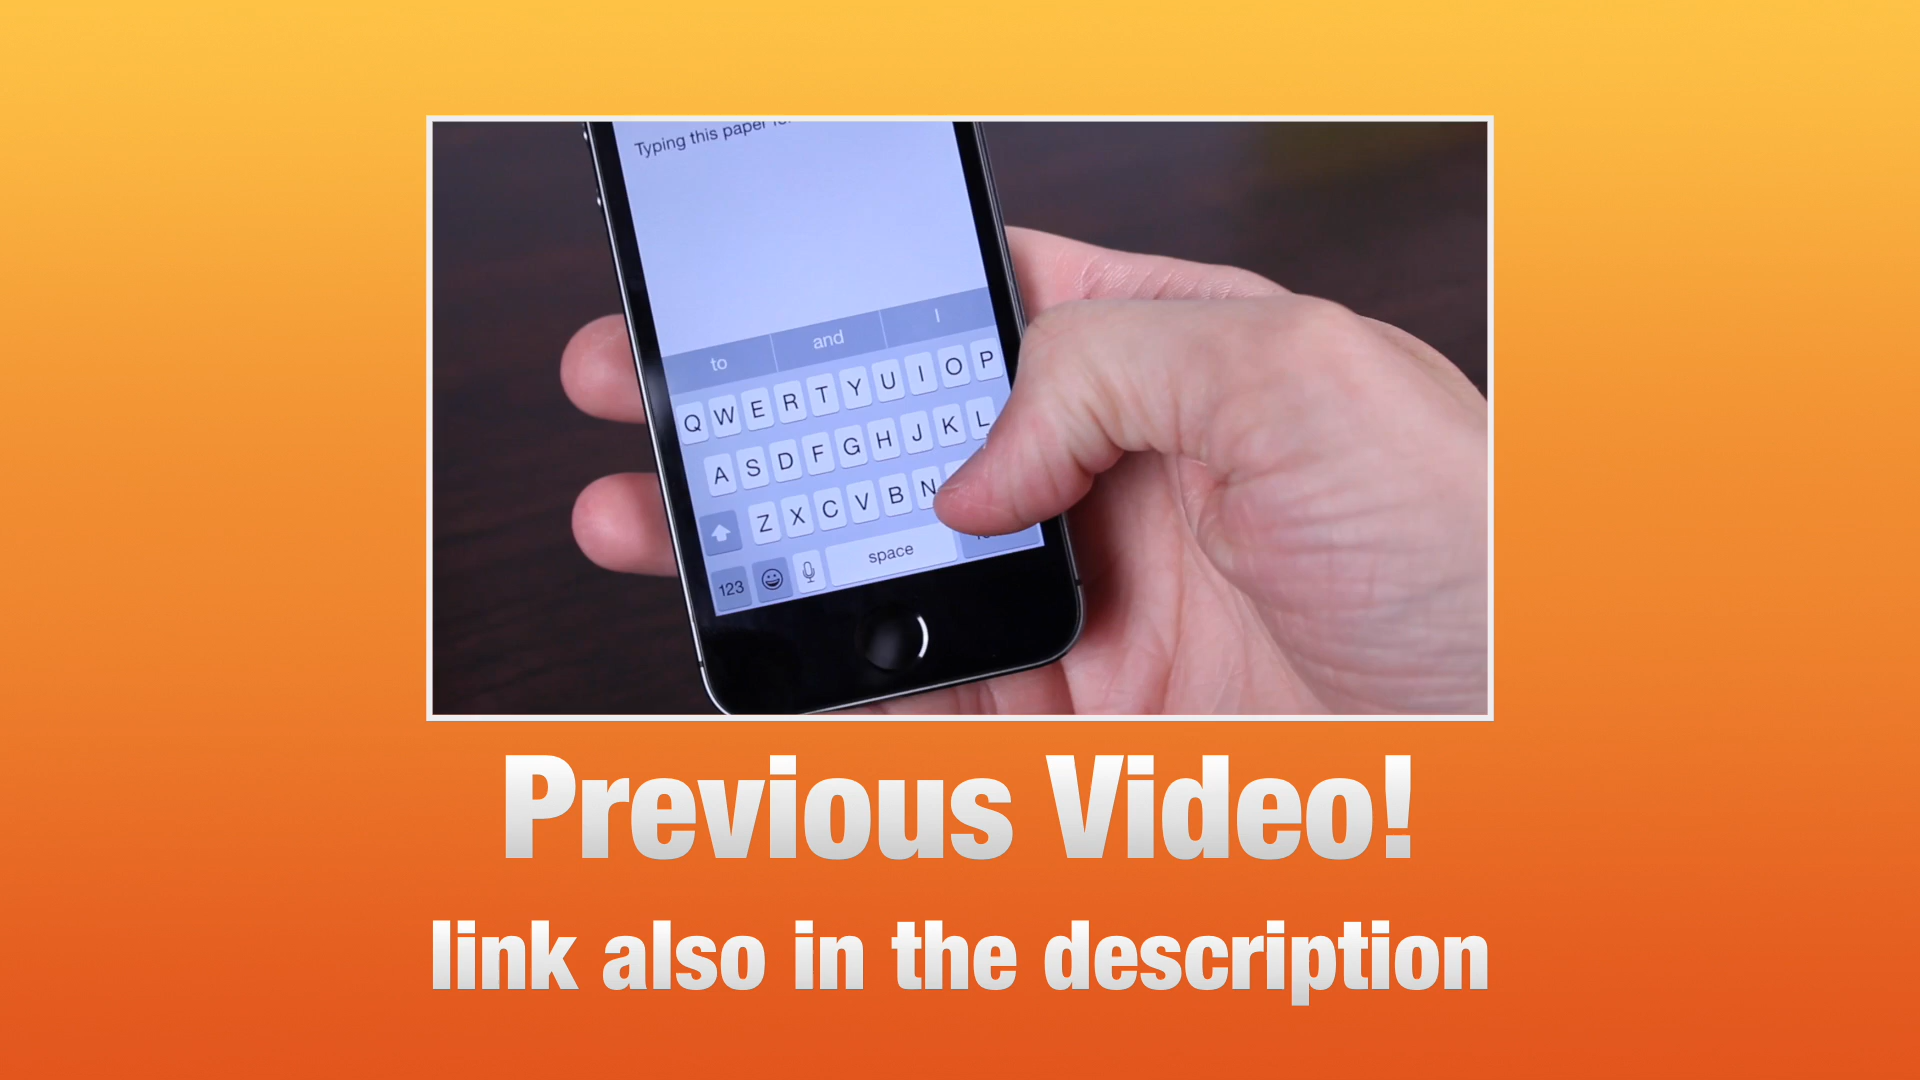 Typing this paper
to and I
Q W E R T Y U I O P
A S D F G H J K L
Z X C V B N
123 space
Previous Video!
link also in the description